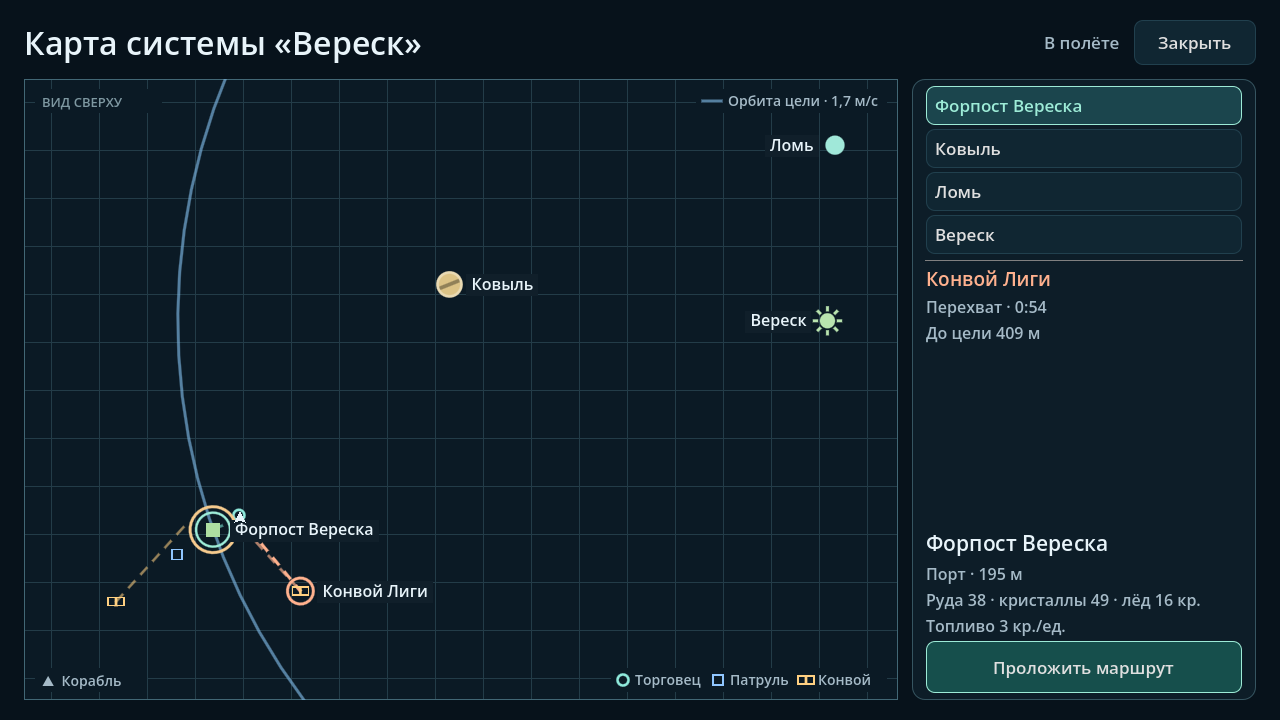 Карта системы «Вереск»
В полёте
Закрыть
ВИД СВЕРХУ
Орбита цели · 1,7 м/с
Ломь
Ковыль
Вереск
Форпост Вереска
Конвой Лиги
Корабль
Торговец
Патруль
Конвой
Форпост Вереска
Ковыль
Ломь
Вереск
Конвой Лиги
Перехват · 0:54
До цели 409 м
Форпост Вереска
Порт · 195 м
Руда 38 · кристаллы 49 · лёд 16 кр.
Топливо 3 кр./ед.
Проложить маршрут